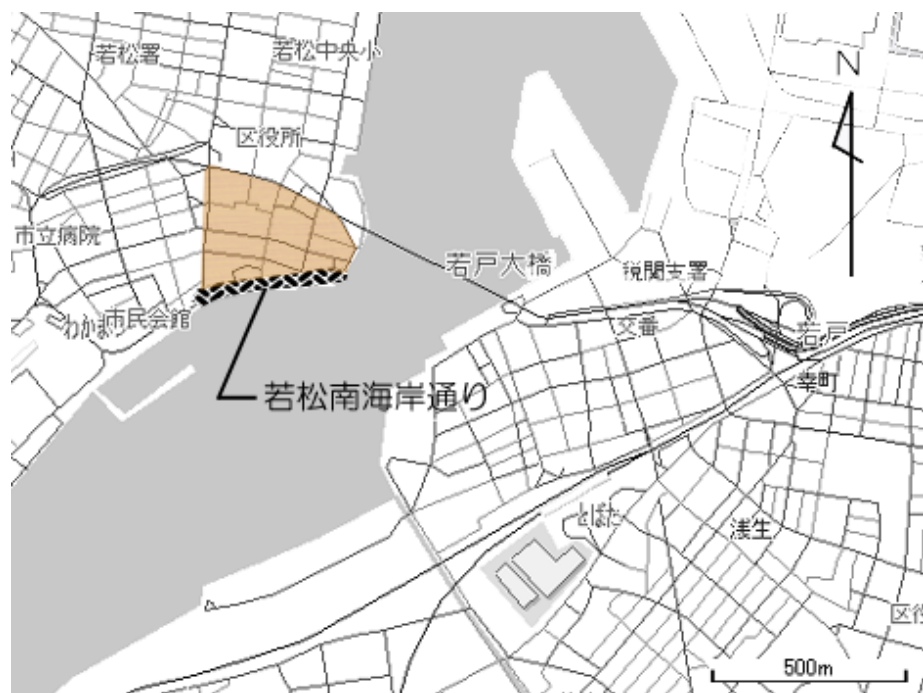 若松署
若松中央小
N
区役所
市立病院
若戸大橋
税関支署
市民会館
わかまつ
交番
若戸
幸町
若松南海岸通り
とばた
浅生
区役
500m